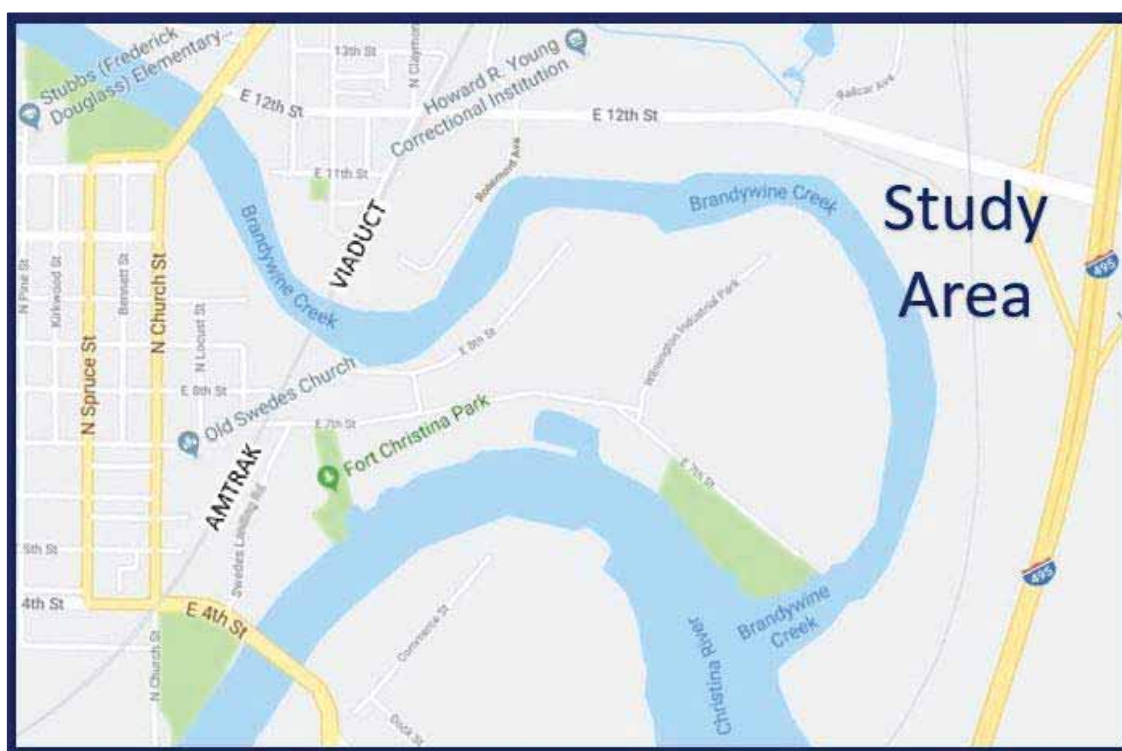 Stubbs (Frederick
Douglass) Elementary...
13th St
N Claymont
Howard R. Young
Correctional Institution
E 12th St
E 12th St
E 11th St
Brandywine Creek
VIADUCT
Brandywine Creek
Study
Area
495
N Pine St
Kirkwood St
Bennett St
N Locust St
N Spruce St
N Church St
E 8th St
Old Swedes Church
E 8th St
Wilmington Industrial Park
E 7th St
Fort Christina Park
E 7th St
AMTRAK
Swedes Landing Rd
E 5th St
4th St
E 4th St
N Church St
Commerce St
Dock St
Christina River
Brandywine
Creek
495